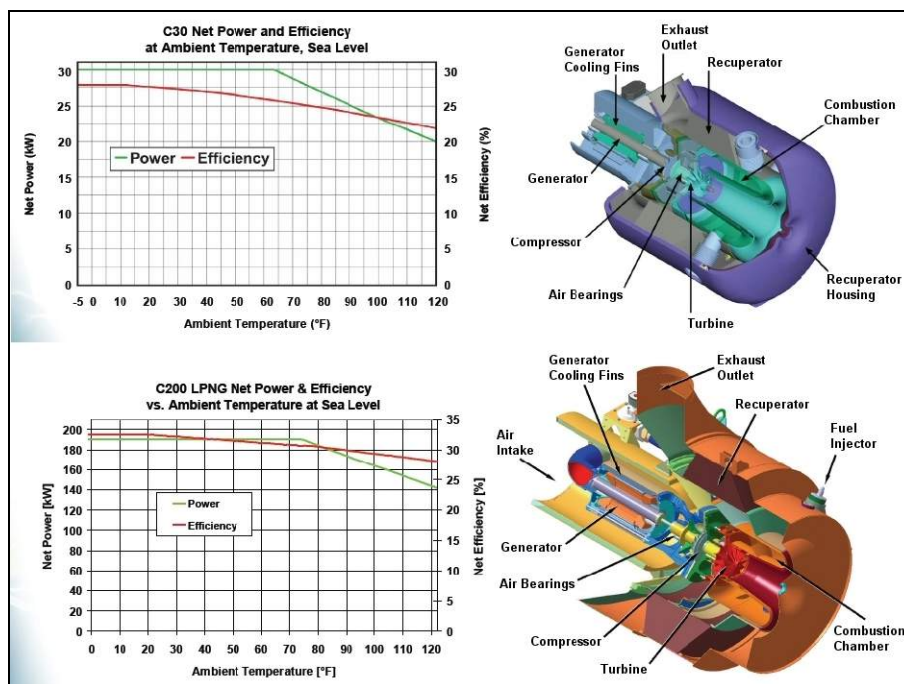 C30 Net Power and Efficiency
at Ambient Temperature, Sea Level
Net Power (kW)
30
25
20
15
10
5
0
Power
Efficiency
30
25
20
15
10
5
0
Net Efficiency (%)
-5 0 10 20 30 40 50 60 70 80 90 100 110 120
Ambient Temperature (°F)
Exhaust
Outlet
Generator
Cooling Fins
Recuperator
Combustion
Chamber
Generator
Compressor
Air Bearings
Turbine
Recuperator
Housing
C200 LPNG Net Power & Efficiency
vs. Ambient Temperature at Sea Level
Net Power [kW]
200
180
160
140
120
100
80
60
40
20
0
Power
Efficiency
35
30
25
20
15
10
5
0
Net Efficiency [%]
0 10 20 30 40 50 60 70 80 90 100 110 120
Ambient Temperature [°F]
Generator
Cooling Fins
Exhaust
Outlet
Recuperator
Fuel
Injector
Air
Intake
Generator
Air Bearings
Compressor
Turbine
Combustion
Chamber